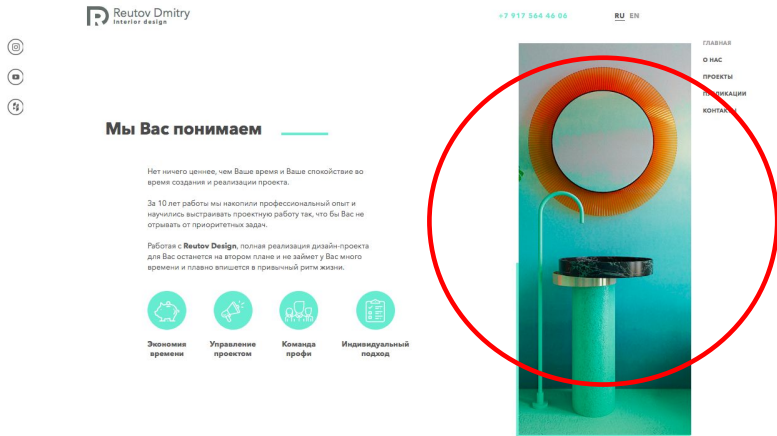 Reutov Dmitry
Interior design
+7 917 564 46 06
RU EN
ГЛАВНАЯ
О НАС
ПРОЕКТЫ
ПУБЛИКАЦИИ
КОНТАКТЫ
Мы Вас понимаем
Нет ничего ценнее, чем Ваше время и Ваше спокойствие во
время создания и реализации проекта.
За 10 лет работы мы накопили профессиональный опыт и
научились выстраивать проектную работу так, что бы Вас не
отрывать от приоритетных задач.
Работая с Reutov Design, полная реализация дизайн-проекта
для Вас останется на втором плане и не займет у Вас много
времени и плавно впишется в привычный ритм жизни.
Экономия
времени
Управление
проектом
Команда
профи
Индивидуальный
подход